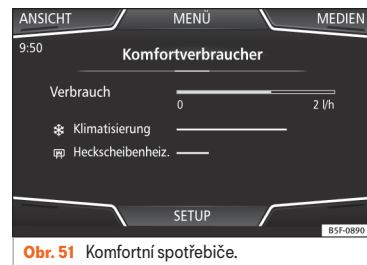 ANSICHT MENÜ MEDIEN
9:50 Komfortverbraucher
Verbrauch
0 2 l/h
Klimatisierung
Heckscheibenheiz.
SETUP
B5F-0890
Obr. 51 Komfortní spotřebiče.